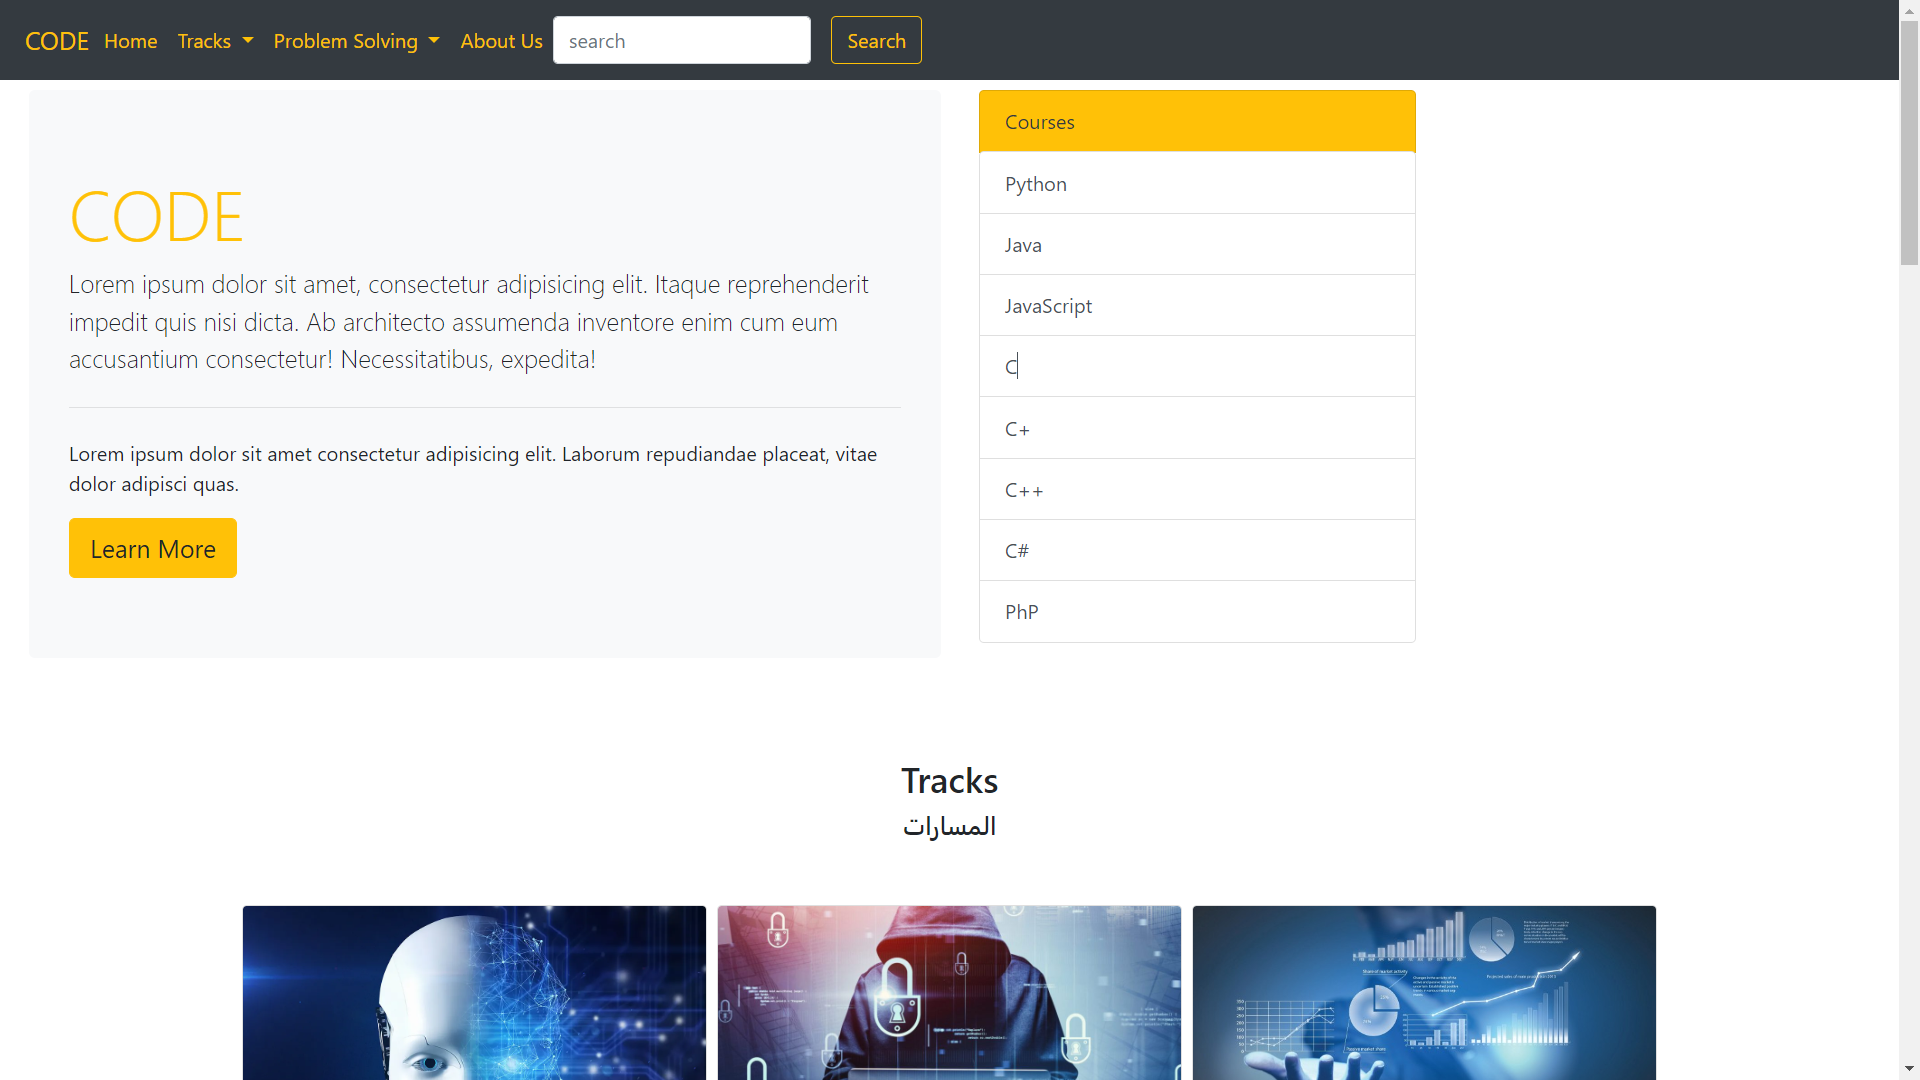 CODE Home Tracks Problem Solving About Us search Search
CODE
Lorem ipsum dolor sit amet, consectetur adipisicing elit. Itaque reprehenderit
impedit quis nisi dicta. Ab architecto assumenda inventore enim cum eum
accusantium consectetur! Necessitatibus, expedita!
Lorem ipsum dolor sit amet consectetur adipisicing elit. Laborum repudiandae placeat, vitae
dolor adipisci quas.
Learn More
Courses
Python
Java
JavaScript
C
C+
C++
C#
PhP
Tracks
المسارات